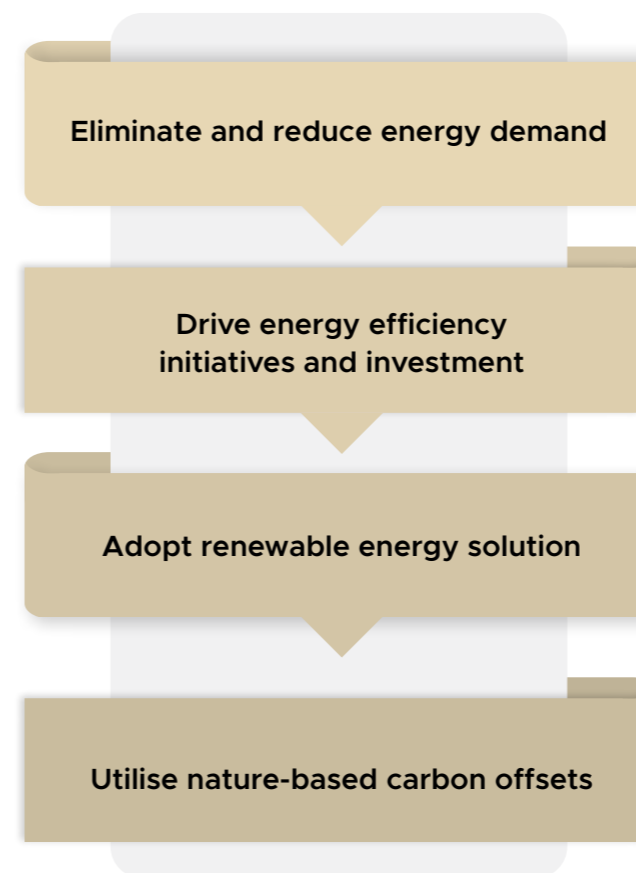 Eliminate and reduce energy demand
Drive energy efficiency
initiatives and investment
Adopt renewable energy solution
Utilise nature-based carbon offsets